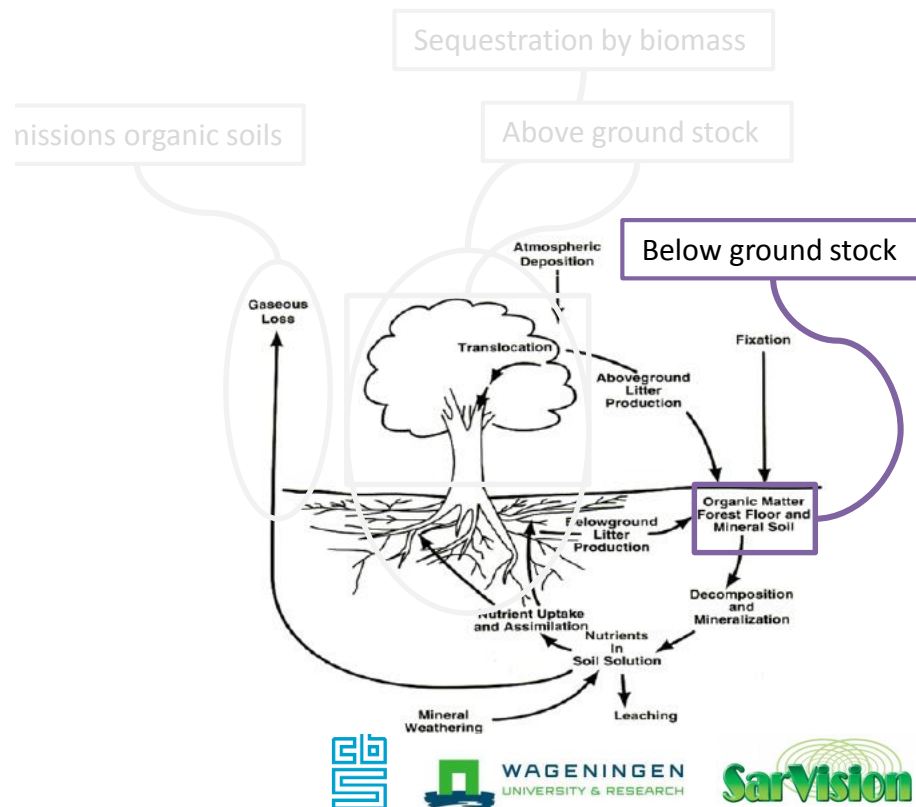 Sequestration by biomass
missions organic soils
Above ground stock
Below ground stock
Atmospheric
Deposition
Gaseous
Loss
Translocation
Fixation
Aboveground
Litter
Production
Organic Matter
Forest Floor and
Mineral Soil
Belowground
Litter
Production
Decomposition
and
Mineralization
Nutrient Uptake
and Assimilation
Nutrients
In
Soil Solution
Mineral
Weathering
Leaching
cbs
WAGENINGEN
UNIVERSITY & RESEARCH
SarVision